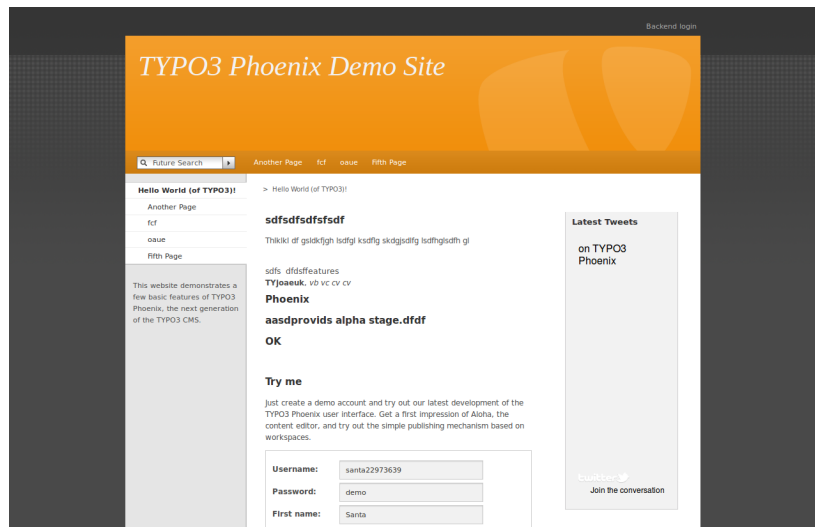 Backend login
TYPO3 Phoenix Demo Site
Future Search
Another Page fcf oaue Fifth Page
Hello World (of TYPO3)!
Another Page
fcf
oaue
Fifth Page
This website demonstrates a
few basic features of TYPO3
Phoenix, the next generation
of the TYPO3 CMS.
> Hello World (of TYPO3)!
sdfsdfsdfsfsdf
Thlklkl df gsldkfjgh lsdfgl ksdflg skdgjsdlfg lsdfhglsdfh gl
sdfs dfdsffeatures
TYjoaeuk, vb vc cv cv
Phoenix
aasdprovids alpha stage.dfdf
OK
Try me
Just create a demo account and try out our latest development of the
TYPO3 Phoenix user interface. Get a first impression of Aloha, the
content editor, and try out the simple publishing mechanism based on
workspaces.
Username: santa22973639
Password: demo
First name: Santa
Latest Tweets
on TYPO3
Phoenix
twitter
Join the conversation